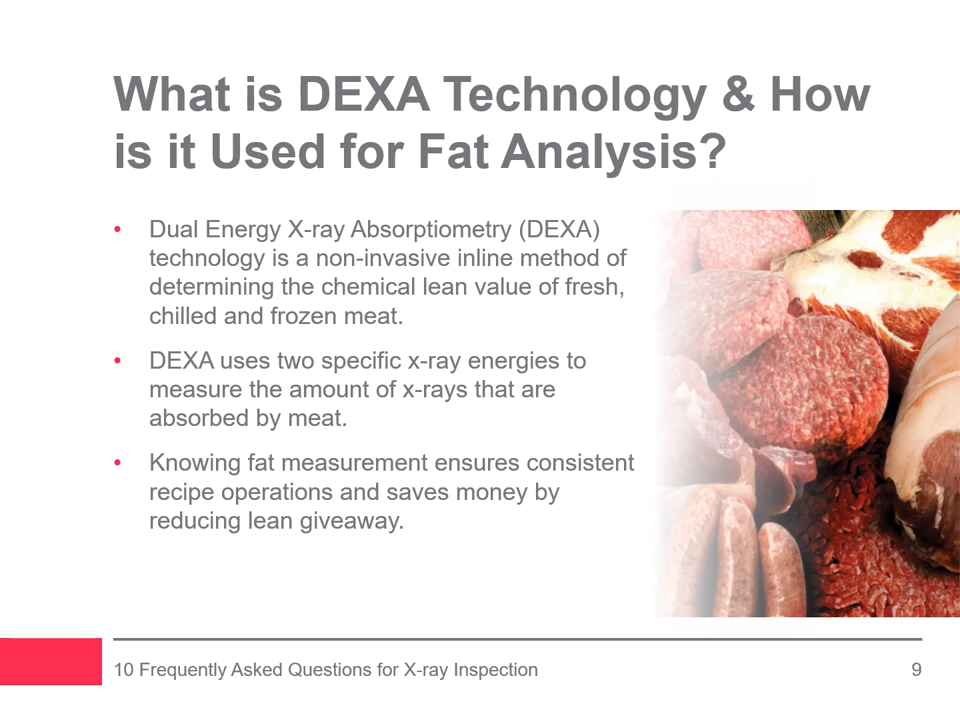 What is DEXA Technology & How
is it Used for Fat Analysis?
• Dual Energy X-ray Absorptiometry (DEXA)
technology is a non-invasive inline method of
determining the chemical lean value of fresh,
chilled and frozen meat.
• DEXA uses two specific x-ray energies to
measure the amount of x-rays that are
absorbed by meat.
• Knowing fat measurement ensures consistent
recipe operations and saves money by
reducing lean giveaway.
10 Frequently Asked Questions for X-ray Inspection
9